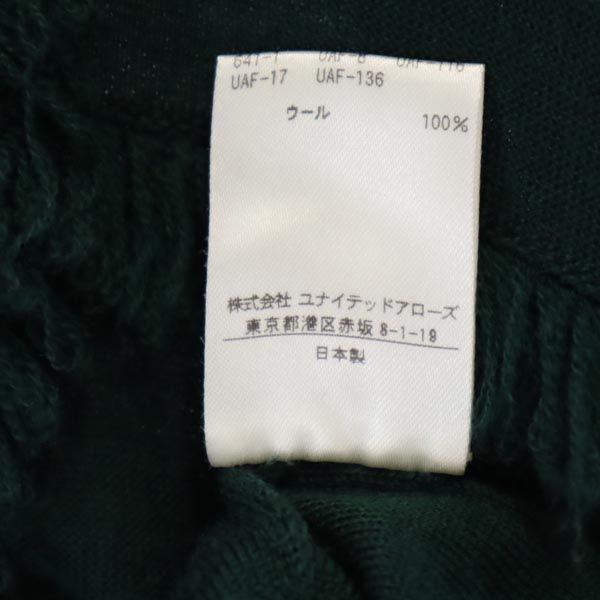 UAF-17 UAF-136
ウール 100%
株式会社 ユナイテッドアローズ
東京都港区赤坂 8-1-19
日本製